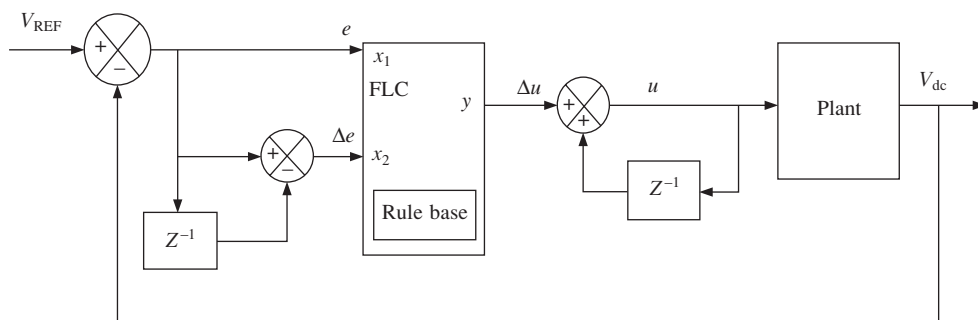 V_REF
+
−
e
x₁
FLC
y
Δu
+
+
u
Plant
V_dc
+
−
Δe
x₂
Z⁻¹
Rule base
Z⁻¹